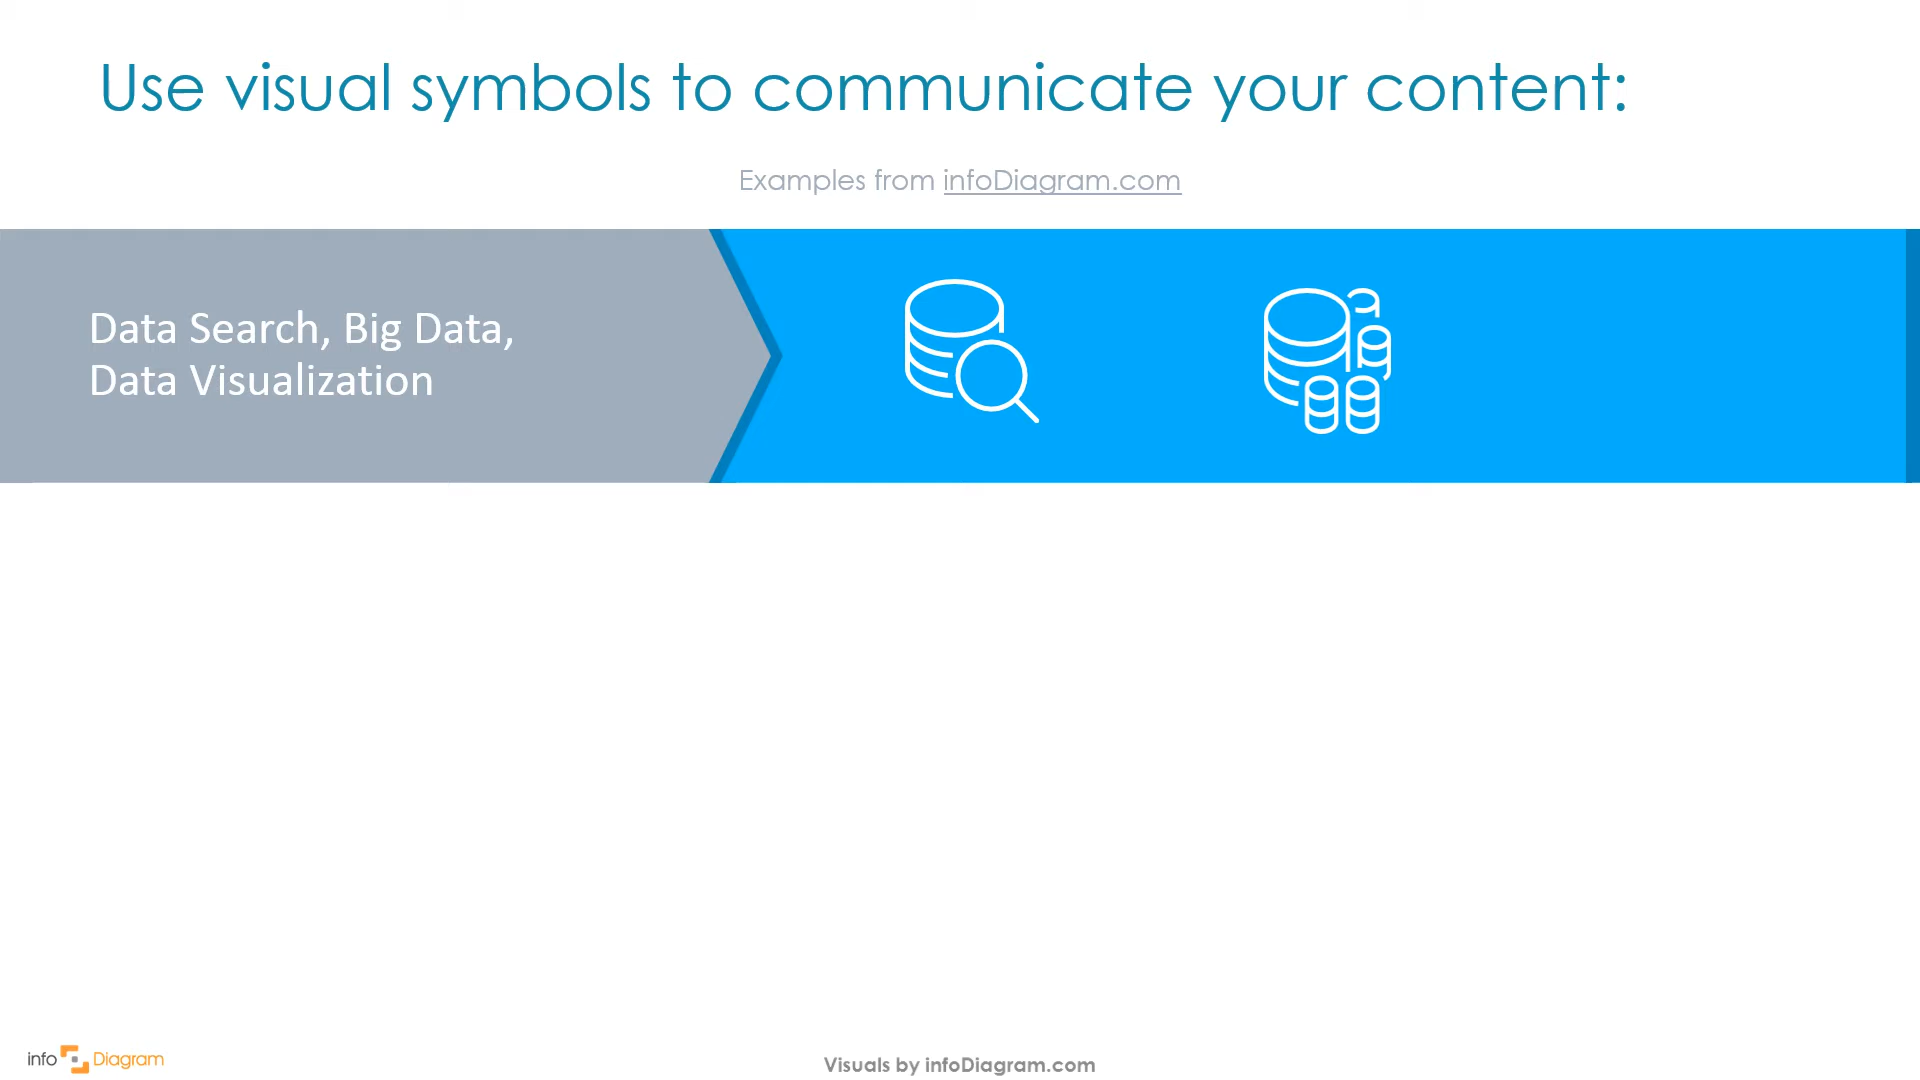 Use visual symbols to communicate your content:
Examples from infoDiagram.com
Data Search, Big Data,
Data Visualization
info Diagram
Visuals by infoDiagram.com